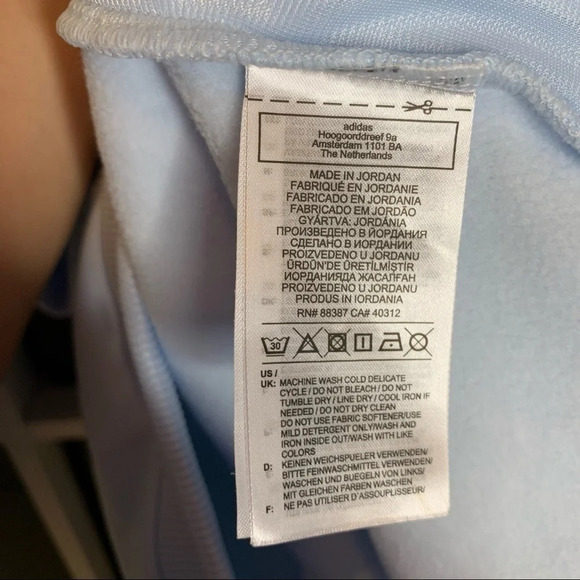 adidas
Hoogoorddreef 9a
Amsterdam 1101 BA
The Netherlands
MADE IN JORDAN
FABRIQUÉ EN JORDANIE
FABRICADO EN JORDANIA
FABRICADO EM JORDÃO
GYÁRTVA: JORDÁNIA
ПРОИЗВЕДЕНО В ИОРДАНИИ
СДЕЛАНО В ИОРДАНИИ
PROIZVEDENO U JORDANU
ÜRDÜN'DE ÜRETİLMİŞTİR
ИОРДАНИЯДА ЖАСАЛҒАН
PROIZVEDENO U JORDANU
PRODUS IN IORDANIA
RN# 88387 CA# 40312
30
US /
UK: MACHINE WASH COLD DELICATE
CYCLE / DO NOT BLEACH / DO NOT
TUMBLE DRY / LINE DRY / COOL IRON IF
NEEDED / DO NOT DRY CLEAN
DO NOT USE FABRIC SOFTENER/USE
MILD DETERGENT ONLY/WASH AND
IRON INSIDE OUT/WASH WITH LIKE
COLORS
D: KEINEN WEICHSPUELER VERWENDEN/
BITTE FEINWASCHMITTEL VERWENDEN/
WASCHEN UND BUEGELN VON LINKS/
MIT GLEICHEN FARBEN WASCHEN
F: NE PAS UTILISER D'ASSOUPLISSEUR/